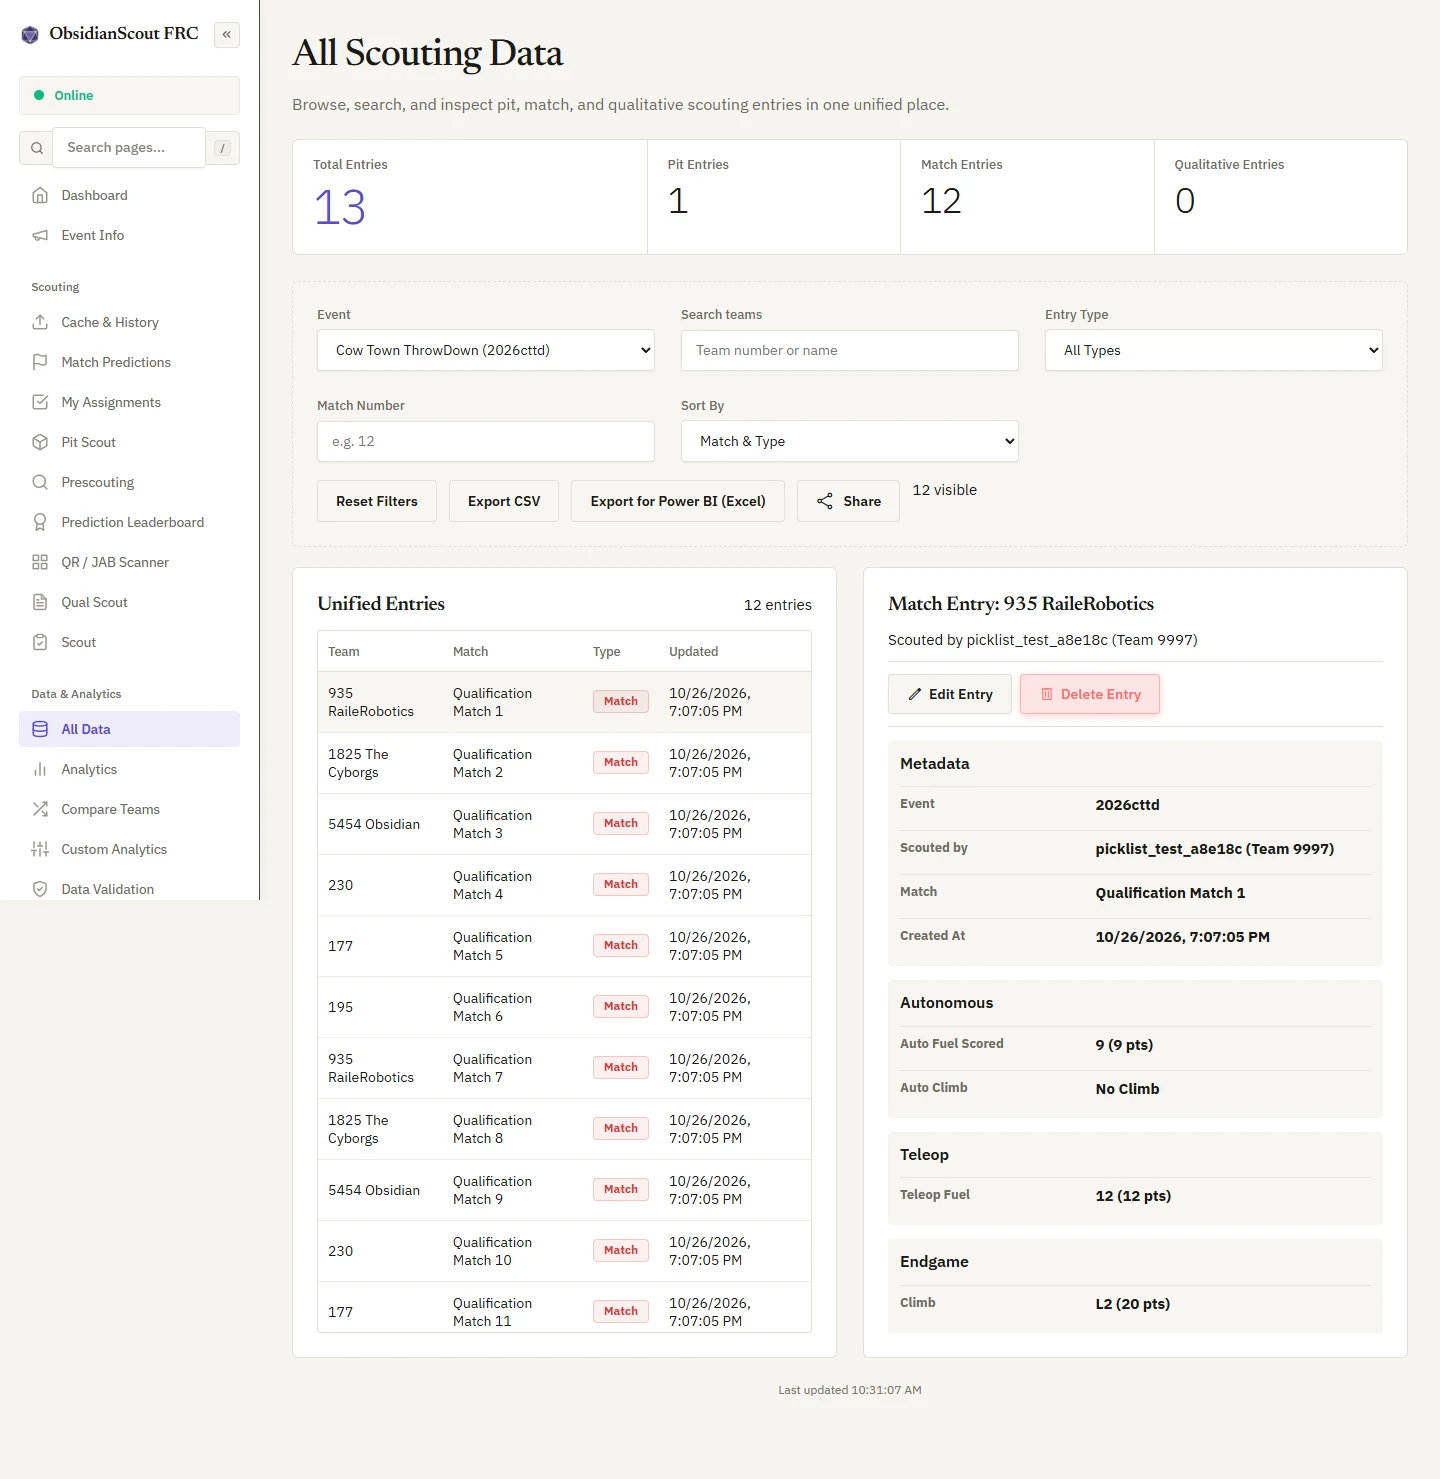 ObsidianScout FRC
«
Online
Search pages...
/
Dashboard
Event Info
Scouting
Cache & History
Match Predictions
My Assignments
Pit Scout
Prescouting
Prediction Leaderboard
QR / JAB Scanner
Qual Scout
Scout
Data & Analytics
All Data
Analytics
Compare Teams
Custom Analytics
Data Validation
All Scouting Data
Browse, search, and inspect pit, match, and qualitative scouting entries in one unified place.
Total Entries
13
Pit Entries
1
Match Entries
12
Qualitative Entries
0
Event
Cow Town ThrowDown (2026cttd)
Search teams
Team number or name
Entry Type
All Types
Match Number
e.g. 12
Sort By
Match & Type
Reset Filters
Export CSV
Export for Power BI (Excel)
Share
12 visible
Unified Entries
12 entries
Team Match Type Updated
935 RaileRobotics Qualification Match 1 Match 10/26/2026, 7:07:05 PM
1825 The Cyborgs Qualification Match 2 Match 10/26/2026, 7:07:05 PM
5454 Obsidian Qualification Match 3 Match 10/26/2026, 7:07:05 PM
230 Qualification Match 4 Match 10/26/2026, 7:07:05 PM
177 Qualification Match 5 Match 10/26/2026, 7:07:05 PM
195 Qualification Match 6 Match 10/26/2026, 7:07:05 PM
935 RaileRobotics Qualification Match 7 Match 10/26/2026, 7:07:05 PM
1825 The Cyborgs Qualification Match 8 Match 10/26/2026, 7:07:05 PM
5454 Obsidian Qualification Match 9 Match 10/26/2026, 7:07:05 PM
230 Qualification Match 10 Match 10/26/2026, 7:07:05 PM
177 Qualification Match 11 Match 10/26/2026, 7:07:05 PM
Match Entry: 935 RaileRobotics
Scouted by picklist_test_a8e18c (Team 9997)
Edit Entry
Delete Entry
Metadata
Event 2026cttd
Scouted by picklist_test_a8e18c (Team 9997)
Match Qualification Match 1
Created At 10/26/2026, 7:07:05 PM
Autonomous
Auto Fuel Scored 9 (9 pts)
Auto Climb No Climb
Teleop
Teleop Fuel 12 (12 pts)
Endgame
Climb L2 (20 pts)
Last updated 10:31:07 AM